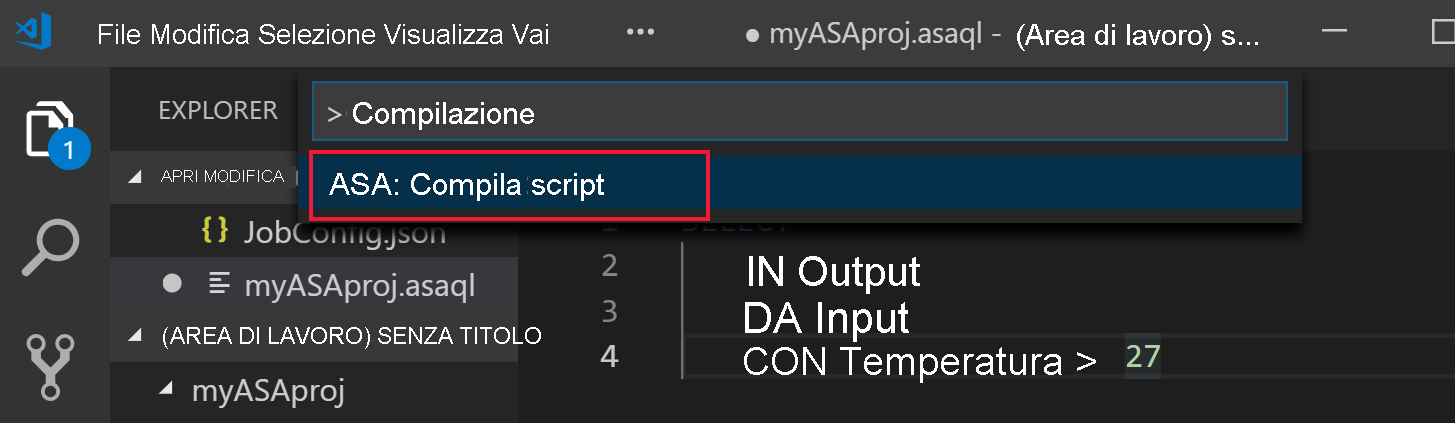 File Modifica Selezione Visualizza Vai ••• ● myASAproj.asaql - (Area di lavoro) s...
EXPLORER
> Compilazione
1
APRI MODIFICA
ASA: Compila script
{} JobConfig.json
1 SELECT
myASAproj.asaql
2 IN Output
3 DA Input
(AREA DI LAVORO) SENZA TITOLO
4 CON Temperatura > 27
myASAproj